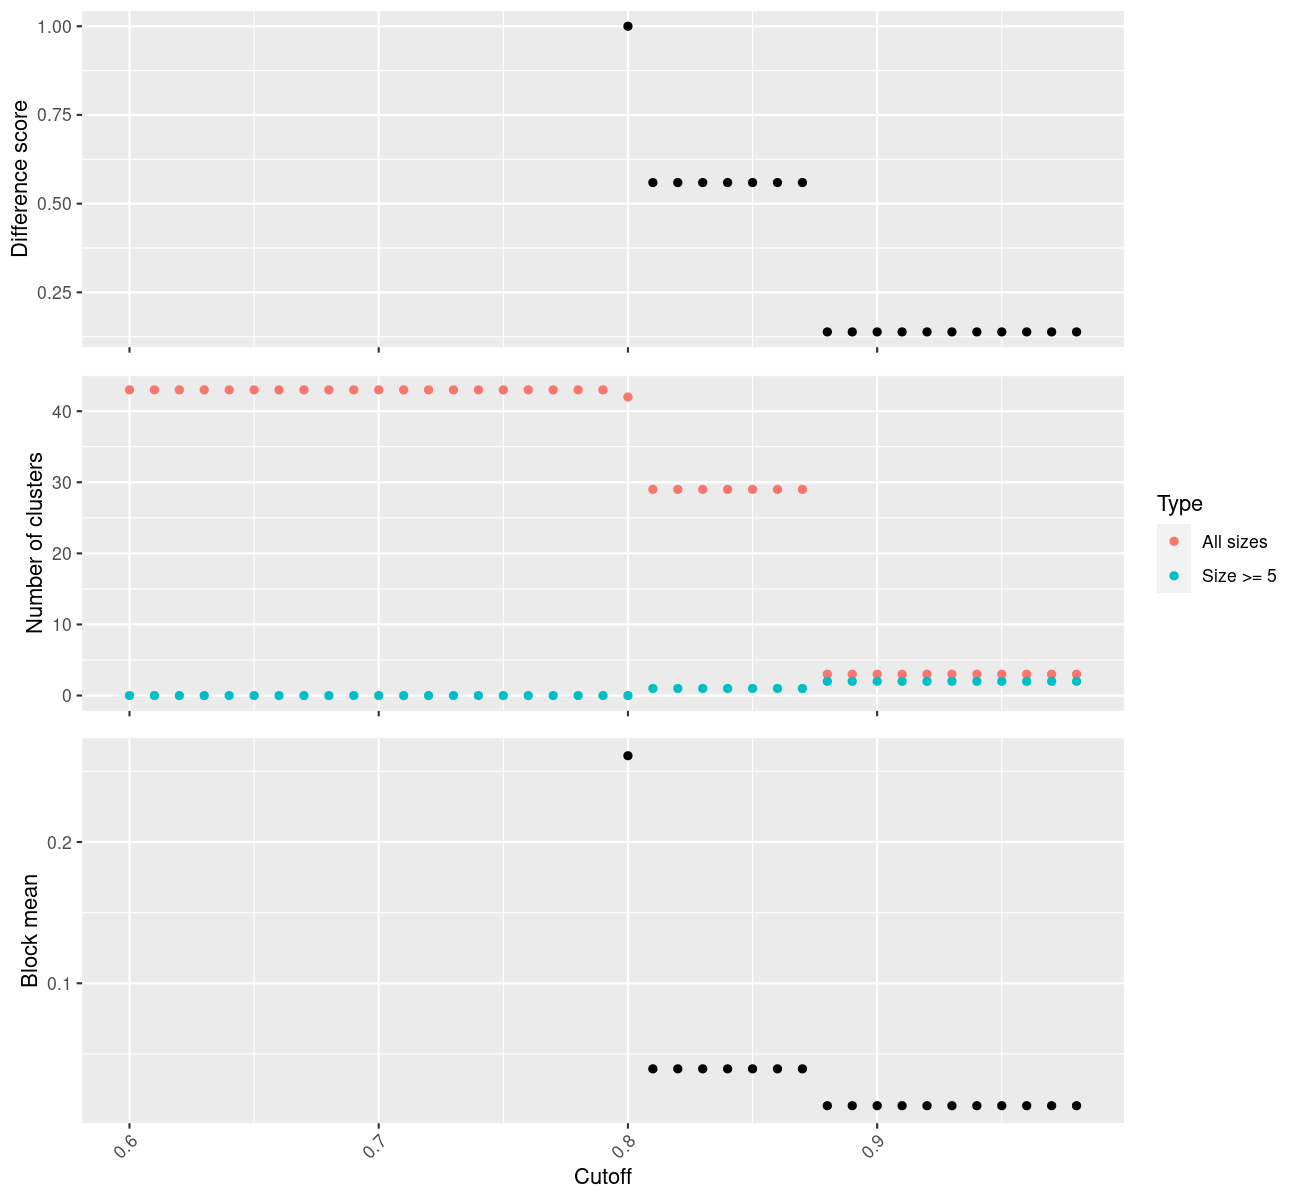 Difference score
1.00
0.75
0.50
0.25
Number of clusters
40
30
20
10
0
Type
All sizes
Size >= 5
Block mean
0.2
0.1
0.6
0.7
0.8
0.9
Cutoff